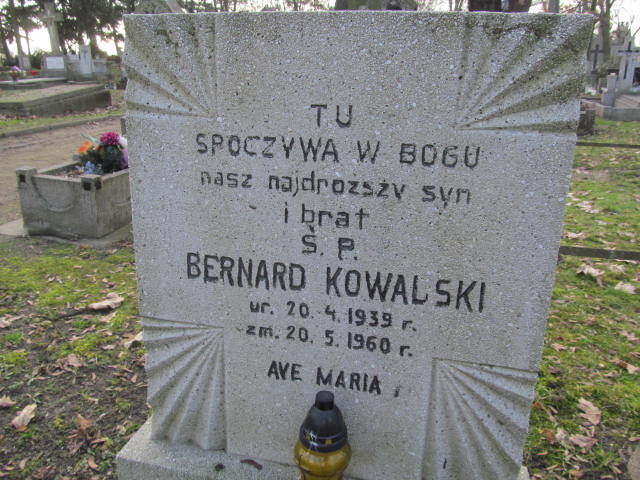 TU
SPOCZYWA W BOGU
nasz najdroższy syn
i brat
Ś. P.
BERNARD KOWALSKI
ur. 20. 4. 1939 r.
zm. 20. 5. 1960 r.
AVE MARIA